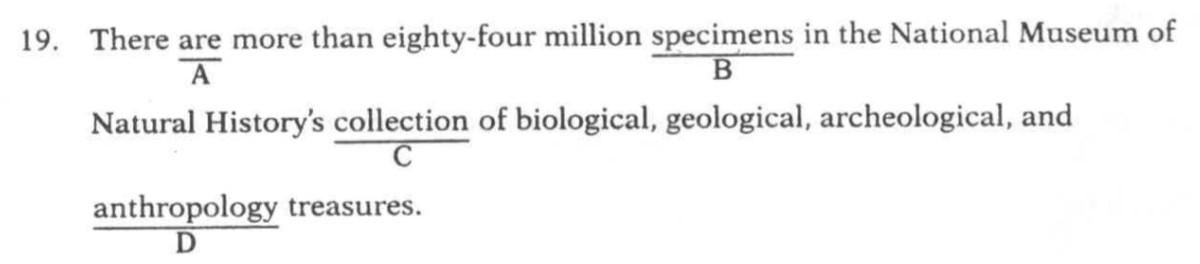 19. There are more than eighty-four million specimens in the National Museum of
A B
Natural History's collection of biological, geological, archeological, and
C
anthropology treasures.
D